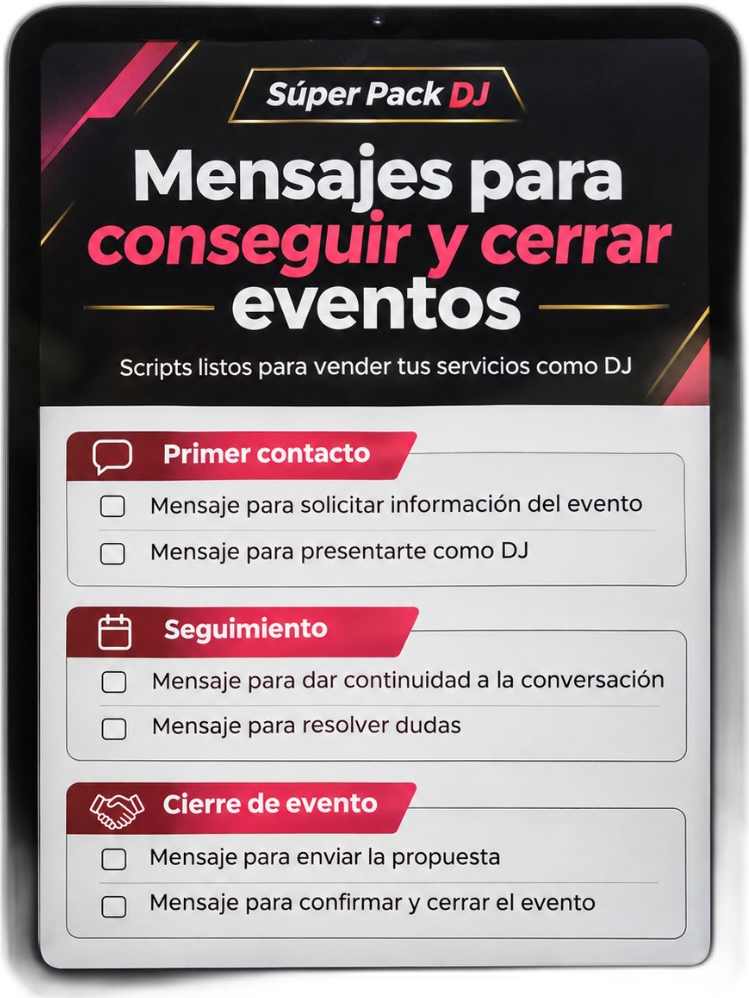 Súper Pack DJ
Mensajes para
conseguir y cerrar
eventos
Scripts listos para vender tus servicios como DJ
Primer contacto
Mensaje para solicitar información del evento
Mensaje para presentarte como DJ
Seguimiento
Mensaje para dar continuidad a la conversación
Mensaje para resolver dudas
Cierre de evento
Mensaje para enviar la propuesta
Mensaje para confirmar y cerrar el evento